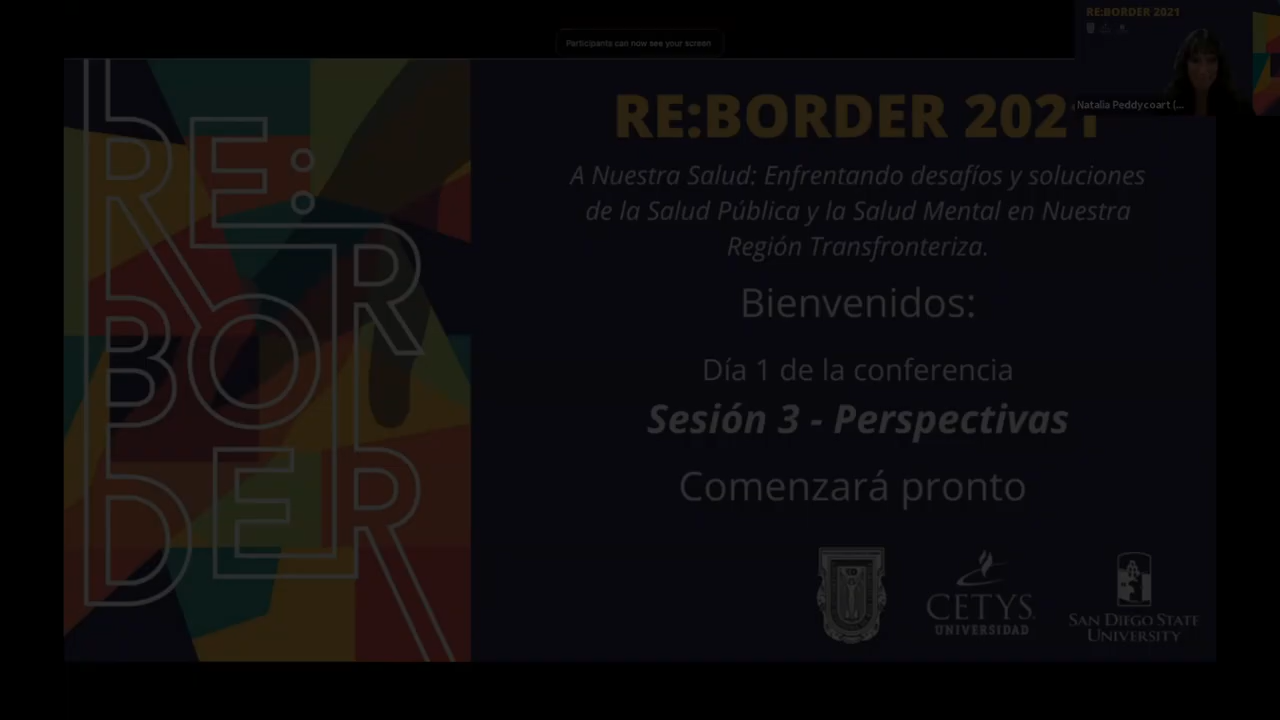 Participants can now see your screen
RE:BORDER 2021
Natalia Peddycoart (...
RE:
BOR
DER
RE:BORDER 2021
A Nuestra Salud: Enfrentando desafíos y soluciones
de la Salud Pública y la Salud Mental en Nuestra
Región Transfronteriza.
Bienvenidos:
Día 1 de la conferencia
Sesión 3 - Perspectivas
Comenzará pronto
CETYS
UNIVERSIDAD
SAN DIEGO STATE
UNIVERSITY